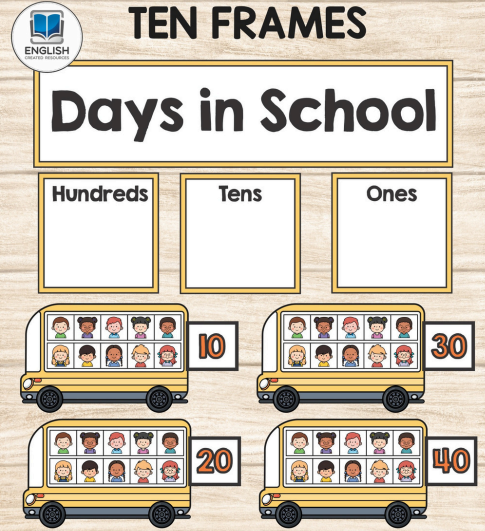 TEN FRAMES
ENGLISH
CREATED RESOURCES
Days in School
Hundreds
Tens
Ones
10
30
20
40